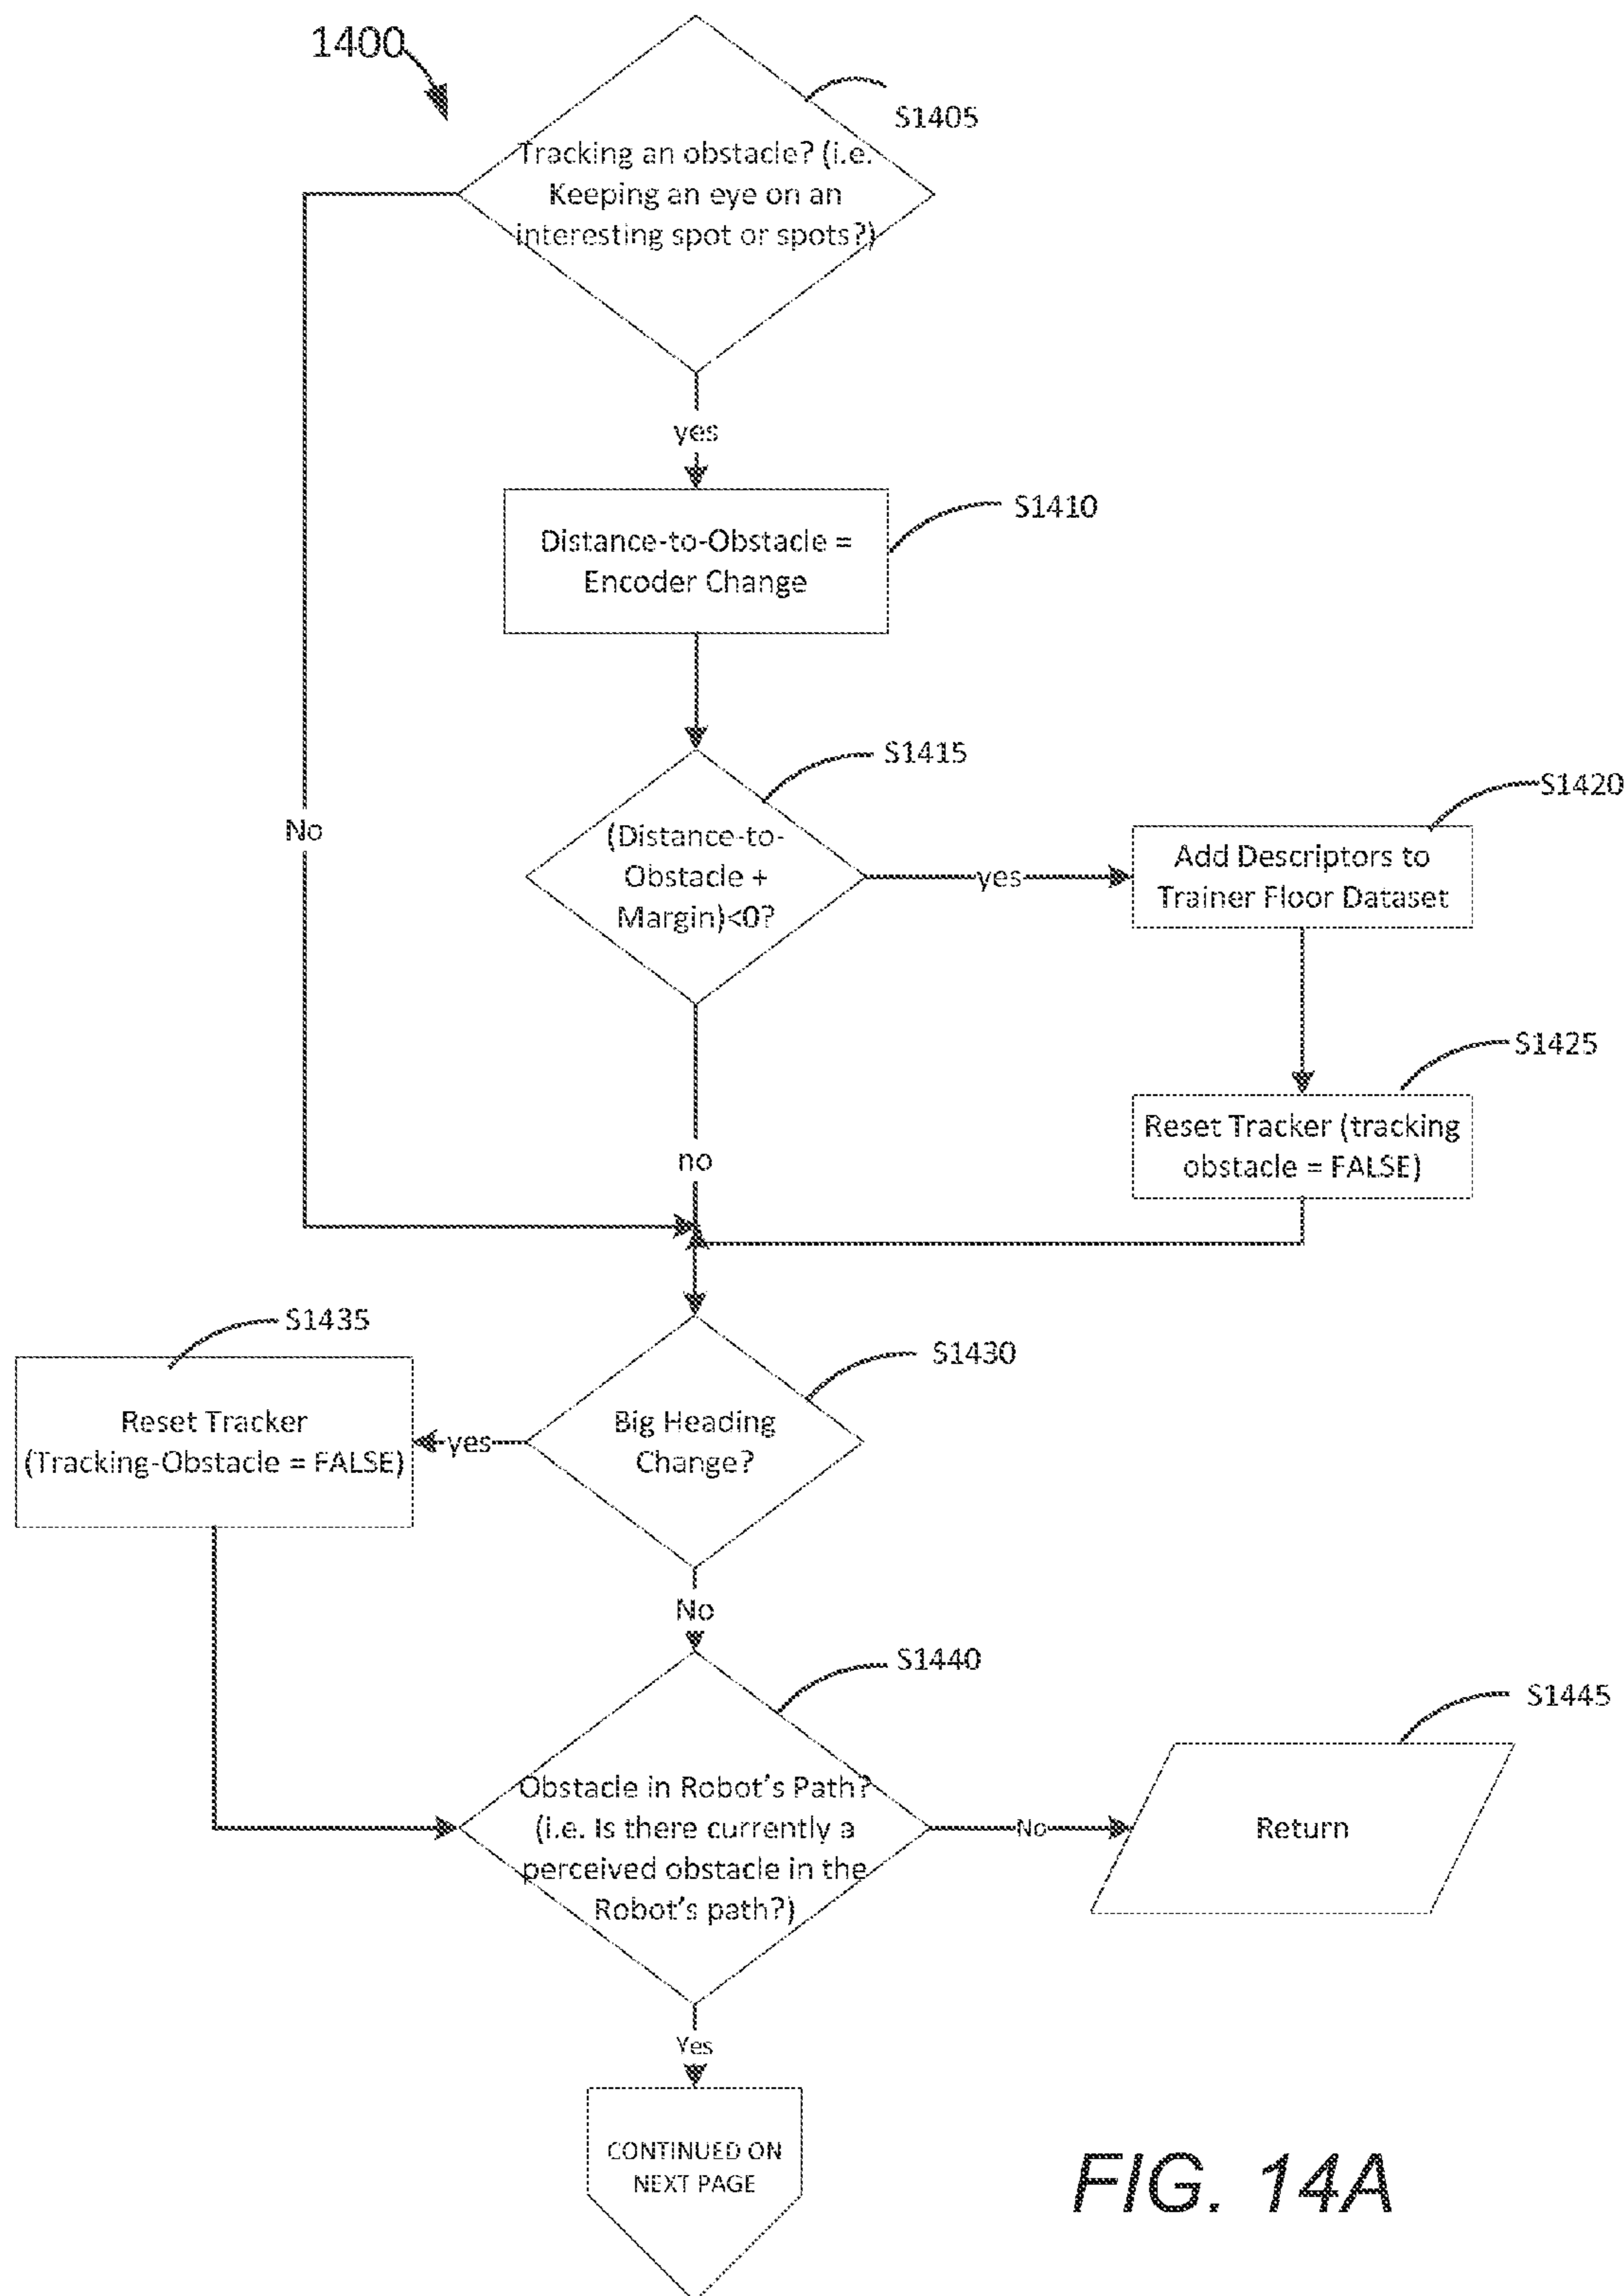 1400
S1405
Tracking an obstacle? (i.e.
Keeping an eye on an
interesting spot or spots?)
yes
S1410
Distance-to-Obstacle =
Encoder Change
S1415
(Distance-to-
Obstacle +
Margin)<0?
yes
S1420
Add Descriptors to
Trainer Floor Dataset
No
no
S1425
Reset Tracker (tracking
obstacle = FALSE)
S1435
Reset Tracker
(Tracking-Obstacle = FALSE)
yes
S1430
Big Heading
Change?
No
S1440
Obstacle in Robot's Path?
(i.e. Is there currently a
perceived obstacle in the
Robot's path?)
No
S1445
Return
Yes
CONTINUED ON
NEXT PAGE
FIG. 14A